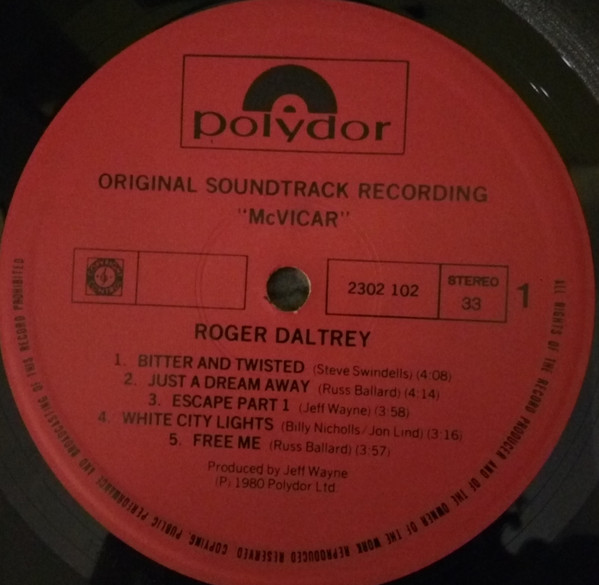 polydor
ORIGINAL SOUNDTRACK RECORDING
"McVICAR"
2302 102
STEREO
33
1
ROGER DALTREY
1. BITTER AND TWISTED (Steve Swindells) (4:08)
2. JUST A DREAM AWAY (Russ Ballard) (4:14)
3. ESCAPE PART 1 (Jeff Wayne) (3:58)
4. WHITE CITY LIGHTS (Billy Nicholls/Jon Lind) (3:16)
5. FREE ME (Russ Ballard) (3:57)
Produced by Jeff Wayne
(P) 1980 Polydor Ltd.
ALL RIGHTS OF THE RECORD PRODUCER AND OF THE OWNER OF THE WORK REPRODUCED RESERVED. COPYING, PUBLIC PERFORMANCE AND BROADCASTING OF THIS RECORD PROHIBITED